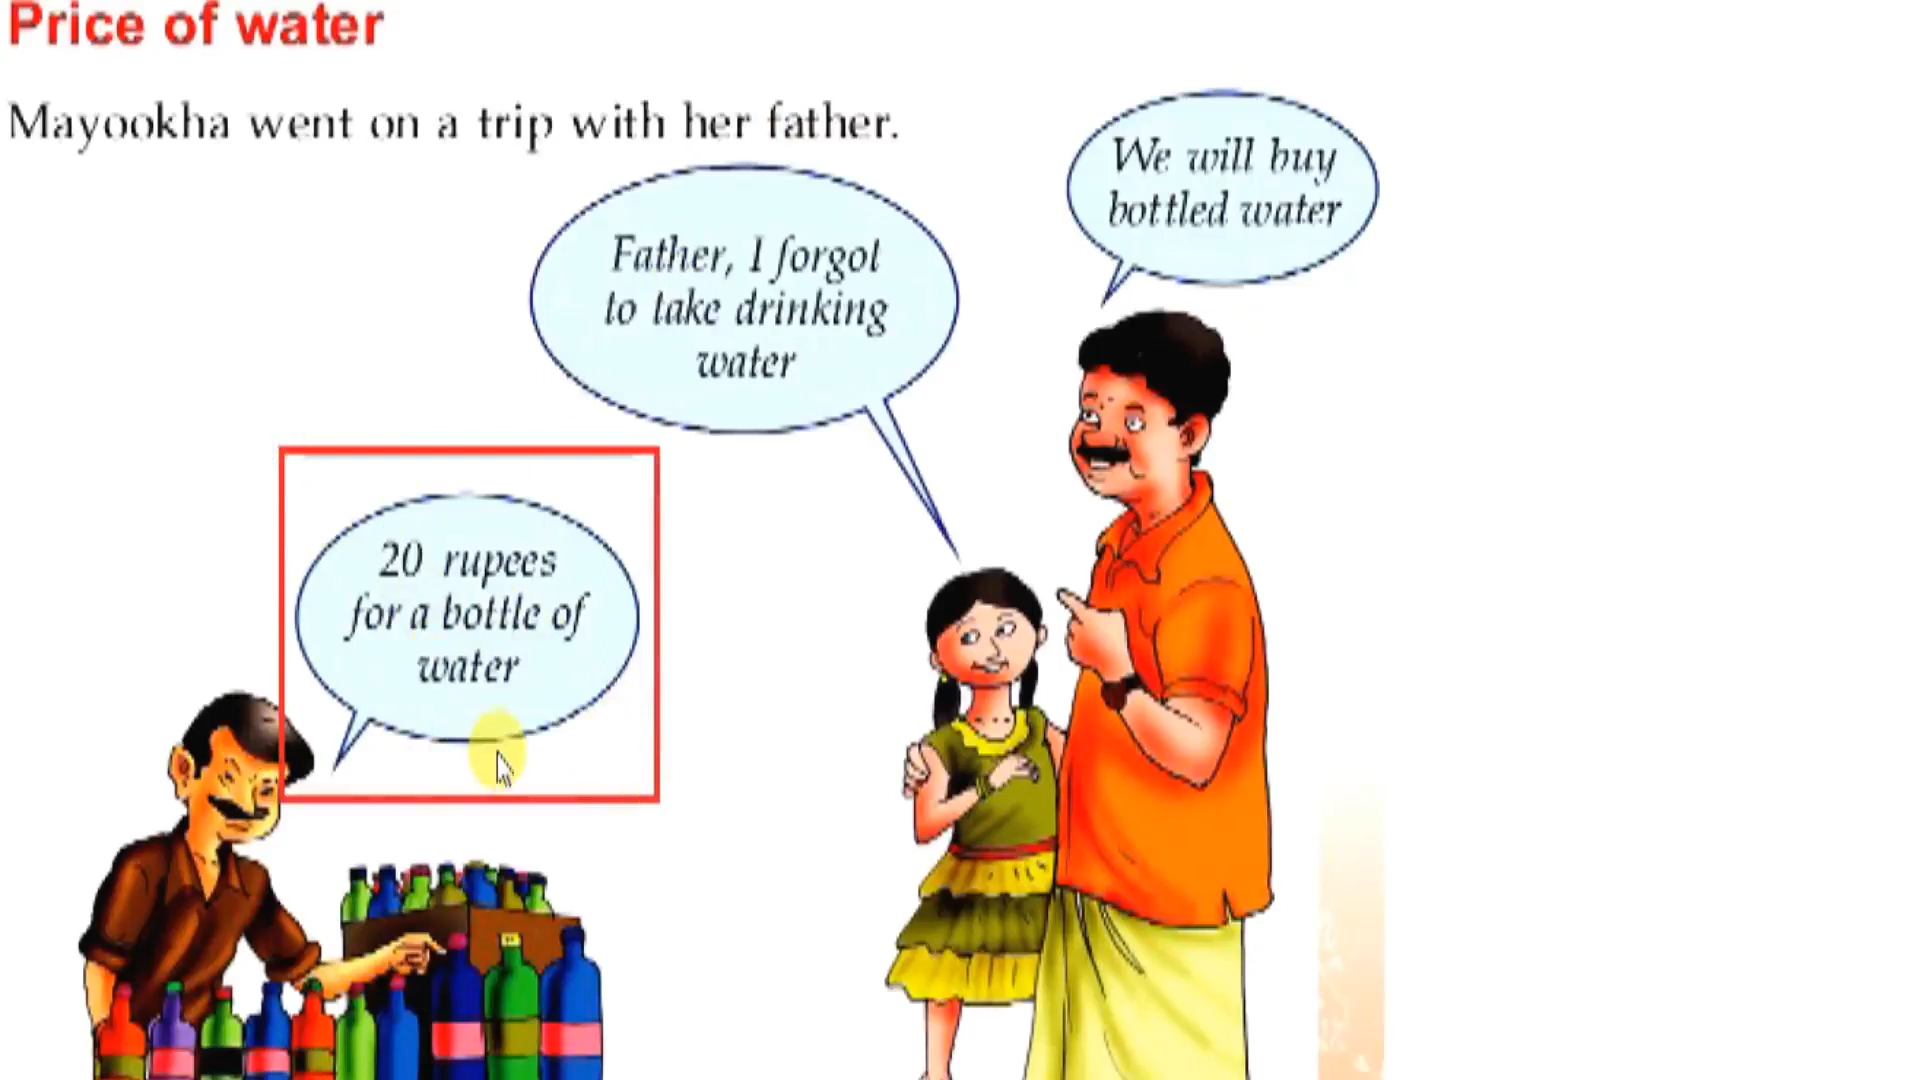 Price of water
Mayookha went on a trip with her father.
We will buy
bottled water
Father, I forgot
to take drinking
water
20 rupees
for a bottle of
water